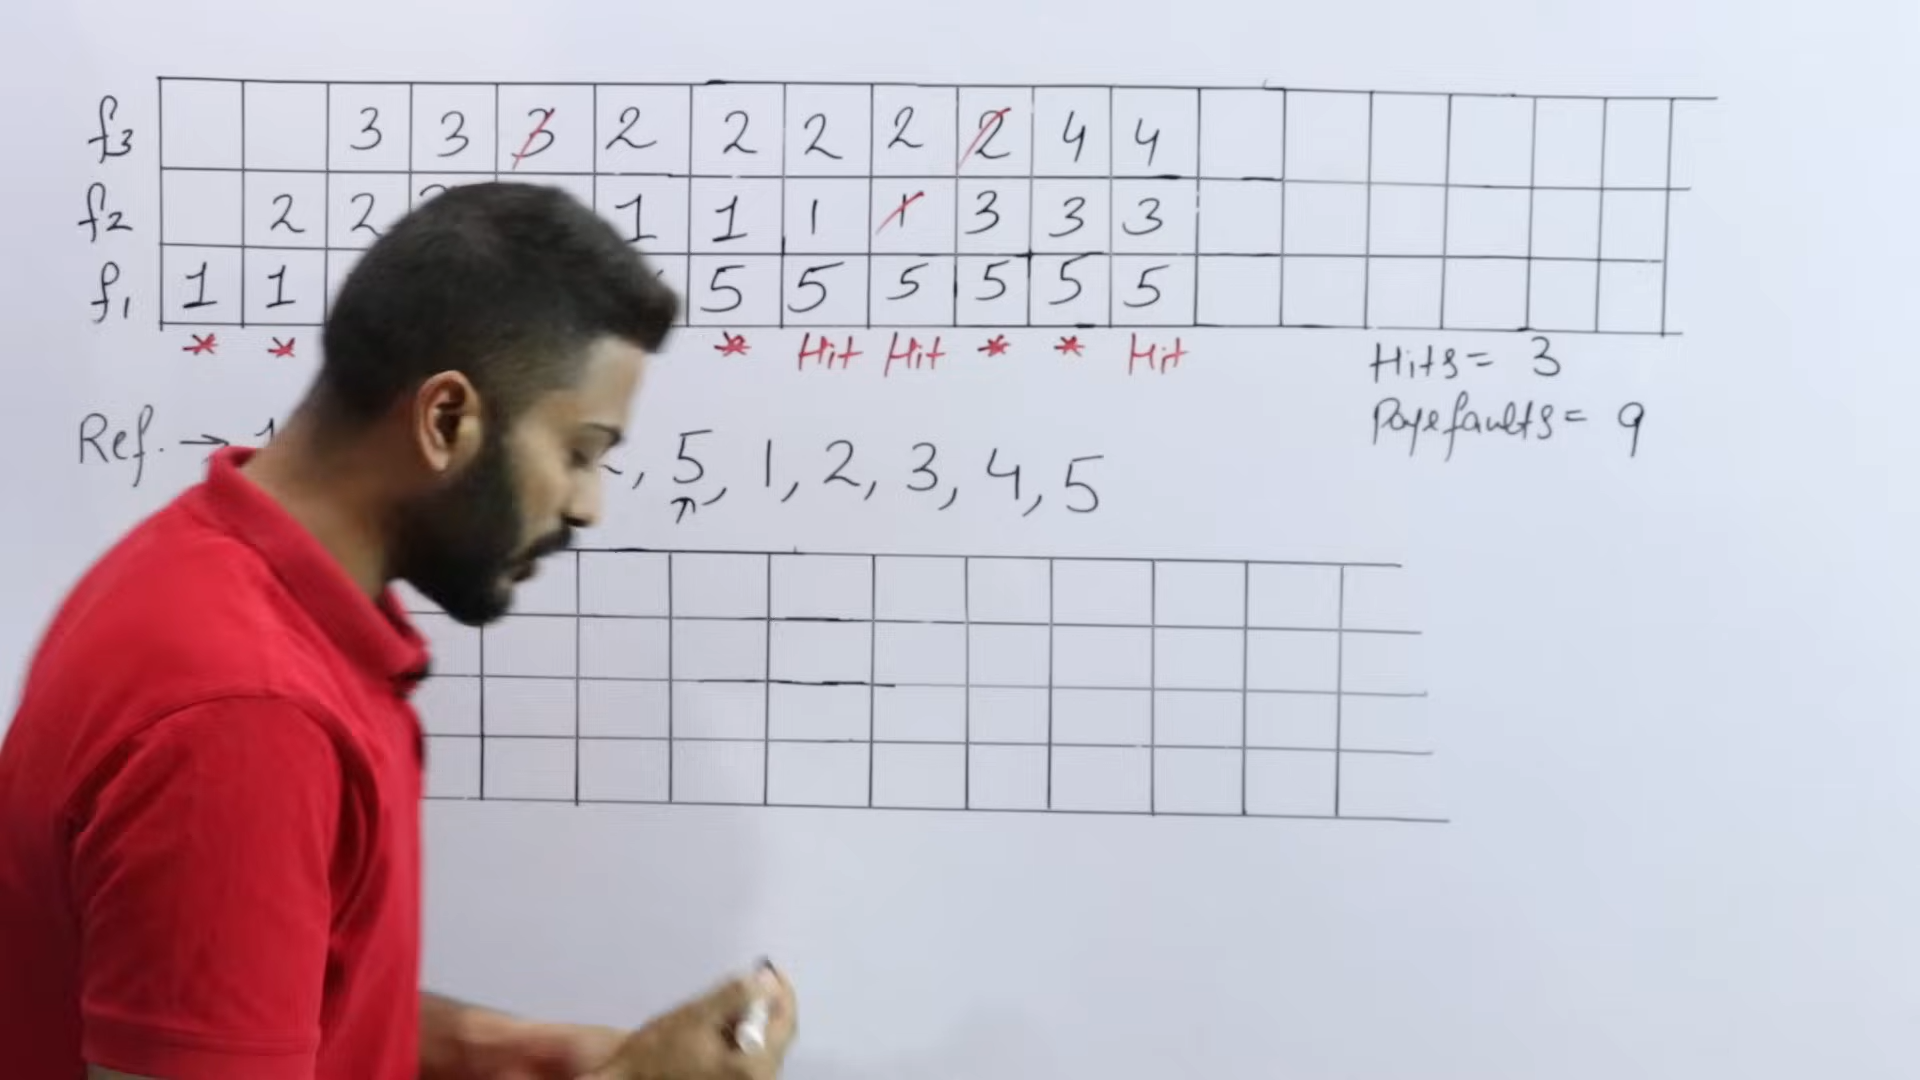 f3 3 3 3 2 2 2 2 2 4 4
f2 2 2 1 1 1 1 3 3 3
f1 1 1 5 5 5 5 5 5
* * * Hit Hit * * Hit
Hits = 3
Ref. → 1 , 5, 1, 2, 3, 4, 5
Pagefaults = 9